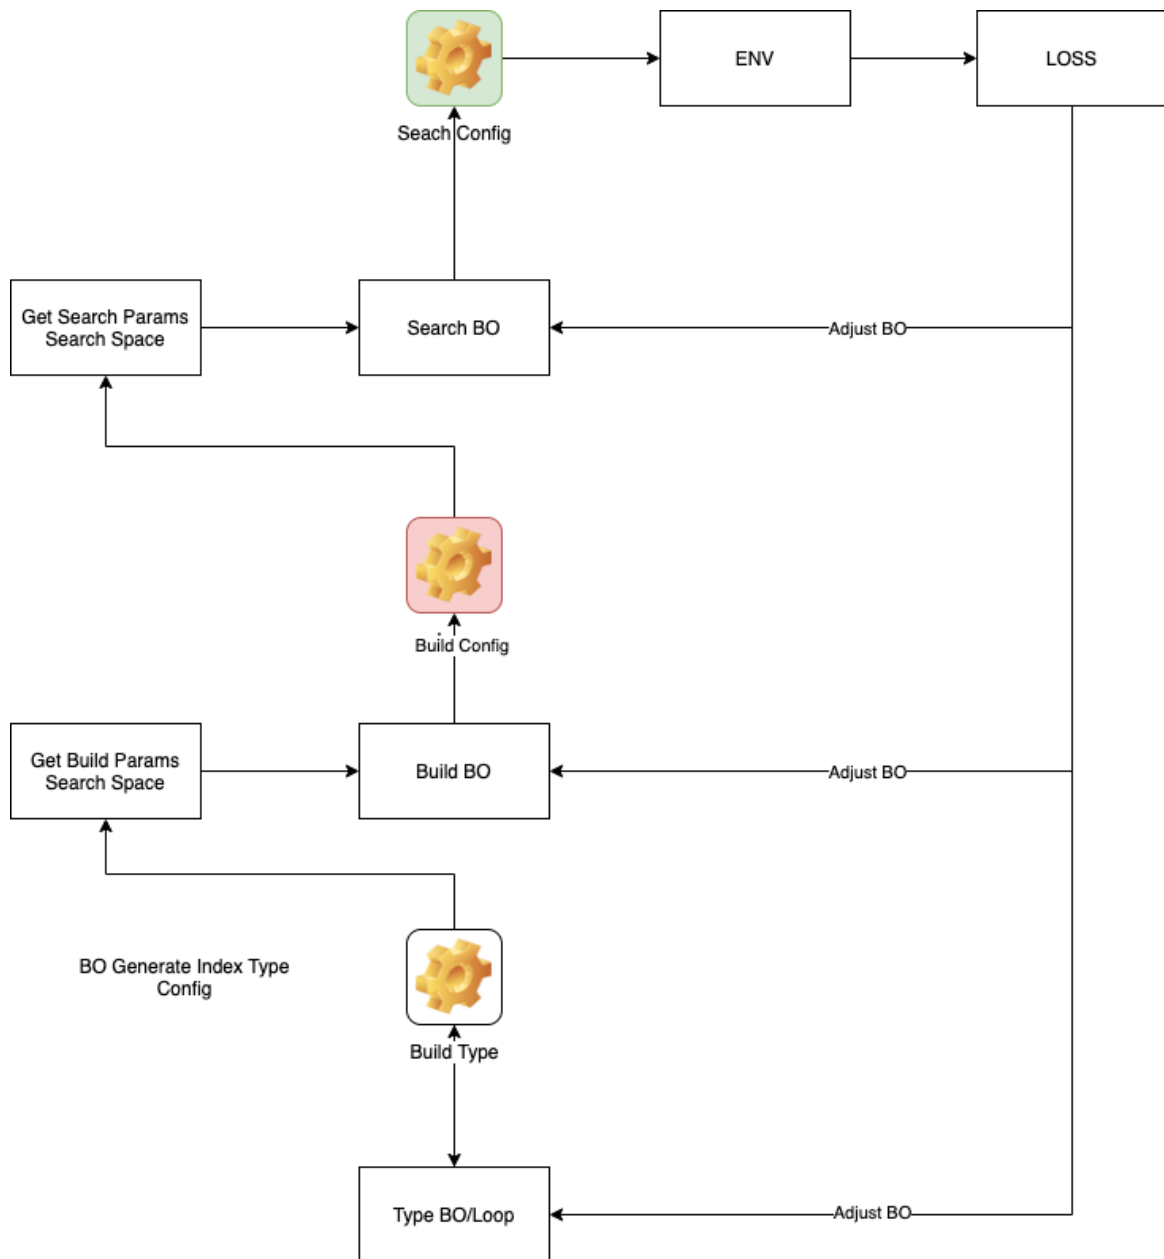 ENV
LOSS
Seach Config
Get Search Params
Search Space
Search BO
Adjust BO
Build Config
Get Build Params
Search Space
Build BO
Adjust BO
BO Generate Index Type
Config
Build Type
Type BO/Loop
Adjust BO